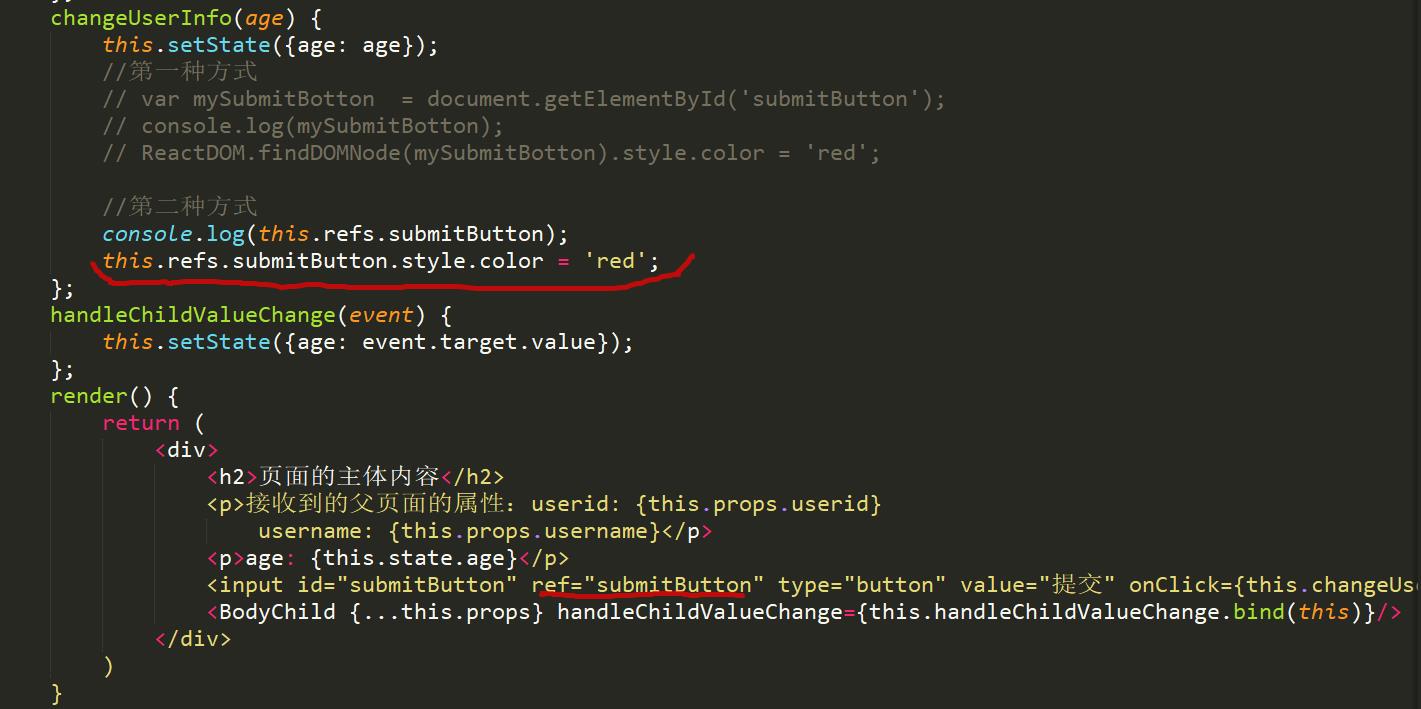 changeUserInfo(age) {
this.setState({age: age});
//第一种方式
// var mySubmitBotton  = document.getElementById('submitButton');
// console.log(mySubmitBotton);
// ReactDOM.findDOMNode(mySubmitBotton).style.color = 'red';
//第二种方式
console.log(this.refs.submitButton);
this.refs.submitButton.style.color = 'red';
};
handleChildValueChange(event) {
this.setState({age: event.target.value});
};
render() {
return (
<div>
<h2>页面的主体内容</h2>
<p>接收到的父页面的属性：userid: {this.props.userid}
username: {this.props.username}</p>
<p>age: {this.state.age}</p>
<input id="submitButton" ref="submitButton" type="button" value="提交" onClick={this.changeUs
<BodyChild {...this.props} handleChildValueChange={this.handleChildValueChange.bind(this)}/>
</div>
)
}